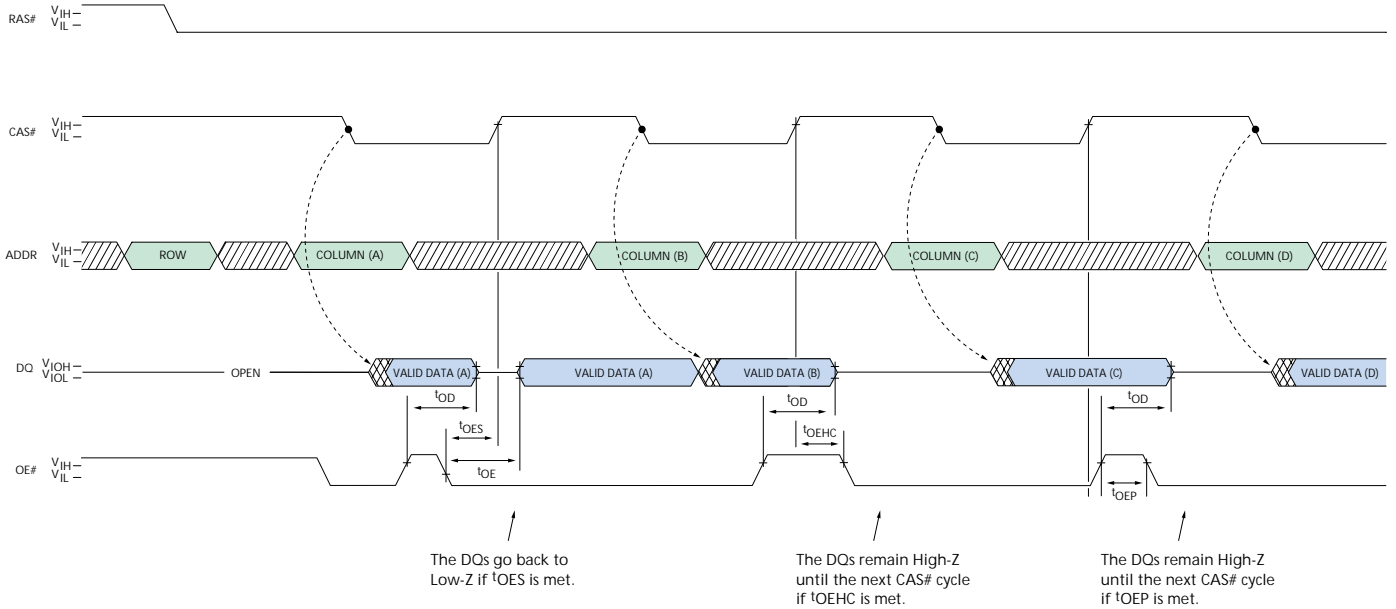 RAS# VIH
VIL
CAS# VIH
VIL
ADDR VIH
VIL
ROW COLUMN (A) COLUMN (B) COLUMN (C) COLUMN (D)
DQ VIOH
VIOL
OPEN VALID DATA (A) VALID DATA (A) VALID DATA (B) VALID DATA (C) VALID DATA (D)
tOD tOD tOD
tOES tOEHC
tOE
OE# VIH
VIL
tOEP
The DQs go back to
Low-Z if tOES is met.
The DQs remain High-Z
until the next CAS# cycle
if tOEHC is met.
The DQs remain High-Z
until the next CAS# cycle
if tOEP is met.